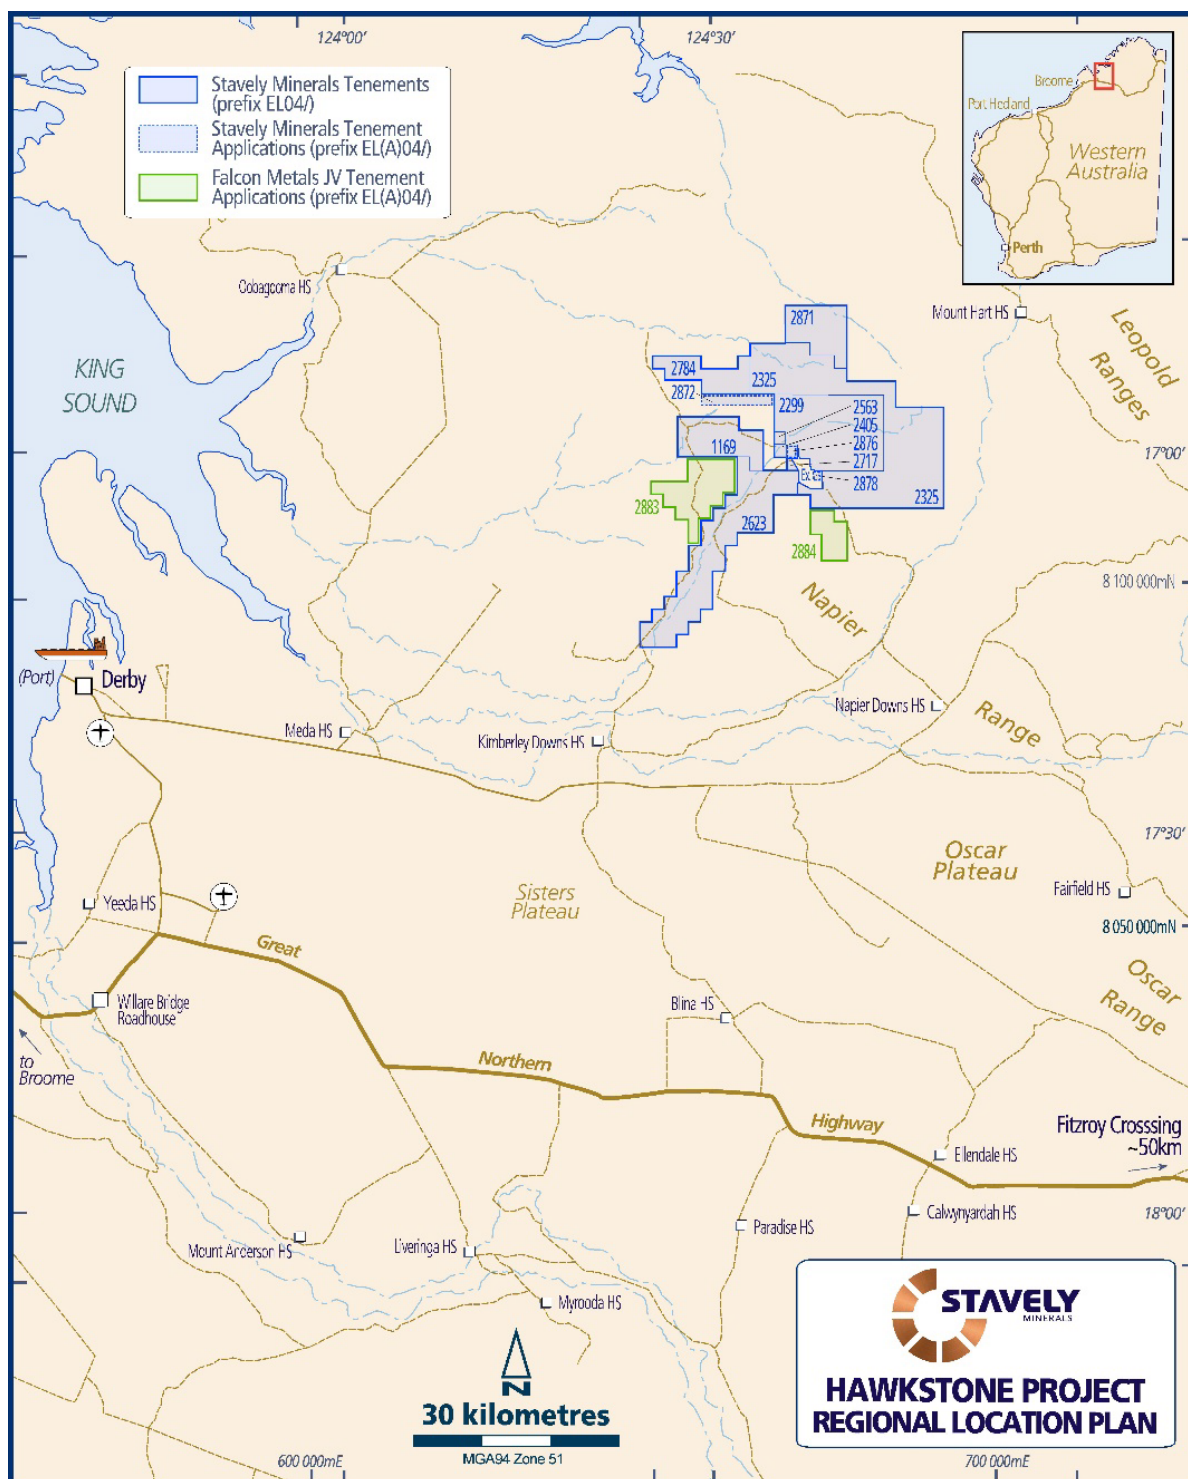 124°00'
124°30'
Stavely Minerals Tenements
(prefix EL04/)
Stavely Minerals Tenement
Applications (prefix EL(A)04/)
Falcon Metals JV Tenement
Applications (prefix EL(A)04/)
Broome
Port Hedland
Western
Australia
Perth
Oobagooma HS
Mount Hart HS
Leopold
Ranges
KING
SOUND
2871
2784
2325
2872
2299
2563
2405
2876
1169
2717
2878
2325
17°00'
2883
2623
2884
8 100 000mN
Napier
Range
(Port)
Derby
Napier Downs HS
Meda HS
Kimberley Downs HS
17°30'
Oscar
Plateau
Sisters
Plateau
Fairfield HS
Yeeda HS
8 050 000mN
Great
Oscar
Range
Willare Bridge
Roadhouse
Blina HS
to
Broome
Northern
Highway
Fitzroy Crosssing
~50km
Ellendale HS
Calwynyardah HS
18°00'
Paradise HS
Mount Anderson HS
Liveringa HS
Myrooda HS
STAVELY
MINERALS
HAWKSTONE PROJECT
REGIONAL LOCATION PLAN
N
30 kilometres
MGA94 Zone 51
600 000mE
700 000mE